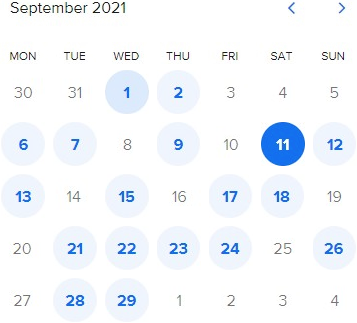 September 2021
MON TUE WED THU FRI SAT SUN
30 31 1 2 3 4 5
6 7 8 9 10 11 12
13 14 15 16 17 18 19
20 21 22 23 24 25 26
27 28 29 1 2 3 4